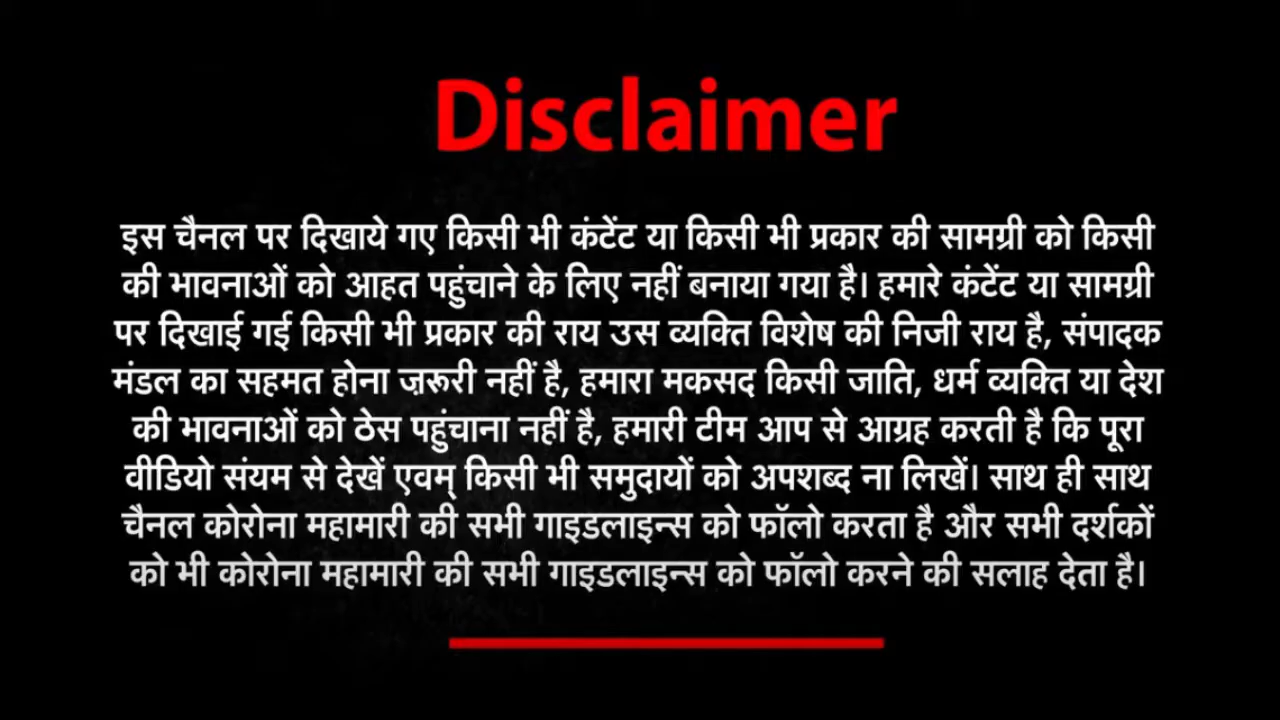 Disclaimer
इस चैनल पर दिखाये गए किसी भी कंटेंट या किसी भी प्रकार की सामग्री को किसी
की भावनाओं को आहत पहुंचाने के लिए नहीं बनाया गया है। हमारे कंटेंट या सामग्री
पर दिखाई गई किसी भी प्रकार की राय उस व्यक्ति विशेष की निजी राय है, संपादक
मंडल का सहमत होना ज़रूरी नहीं है, हमारा मकसद किसी जाति, धर्म व्यक्ति या देश
की भावनाओं को ठेस पहुंचाना नहीं है, हमारी टीम आप से आग्रह करती है कि पूरा
वीडियो संयम से देखें एवम् किसी भी समुदायों को अपशब्द ना लिखें। साथ ही साथ
चैनल कोरोना महामारी की सभी गाइडलाइन्स को फॉलो करता है और सभी दर्शकों
को भी कोरोना महामारी की सभी गाइडलाइन्स को फॉलो करने की सलाह देता है।